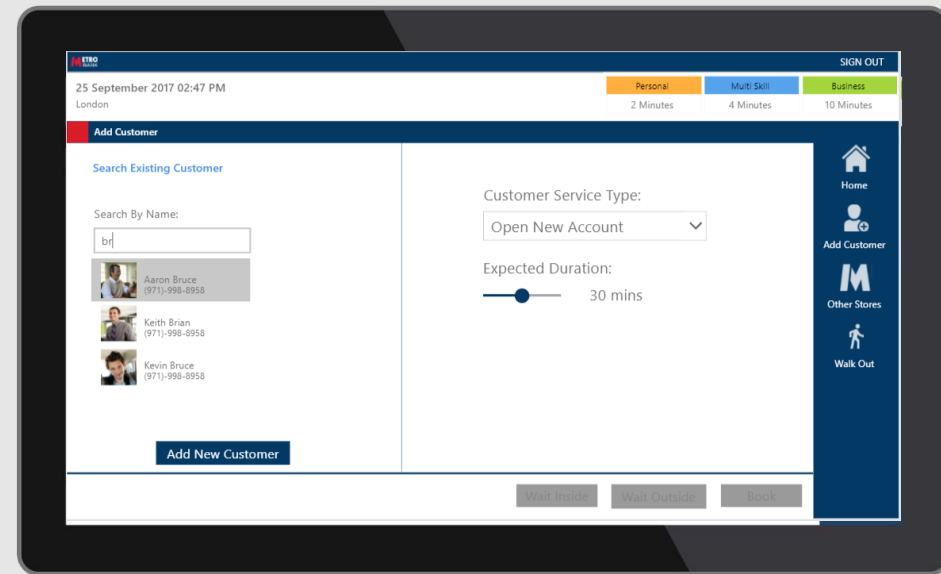 METRO
BANK
SIGN OUT
25 September 2017 02:47 PM
London
Personal
2 Minutes
Multi Skill
4 Minutes
Business
10 Minutes
Add Customer
Search Existing Customer
Search By Name:
br
Aaron Bruce
(971)-998-8958
Keith Brian
(971)-998-8958
Kevin Bruce
(971)-998-8958
Add New Customer
Customer Service Type:
Open New Account
Expected Duration:
30 mins
Wait Inside
Wait Outside
Book
Home
Add Customer
M
Other Stores
Walk Out